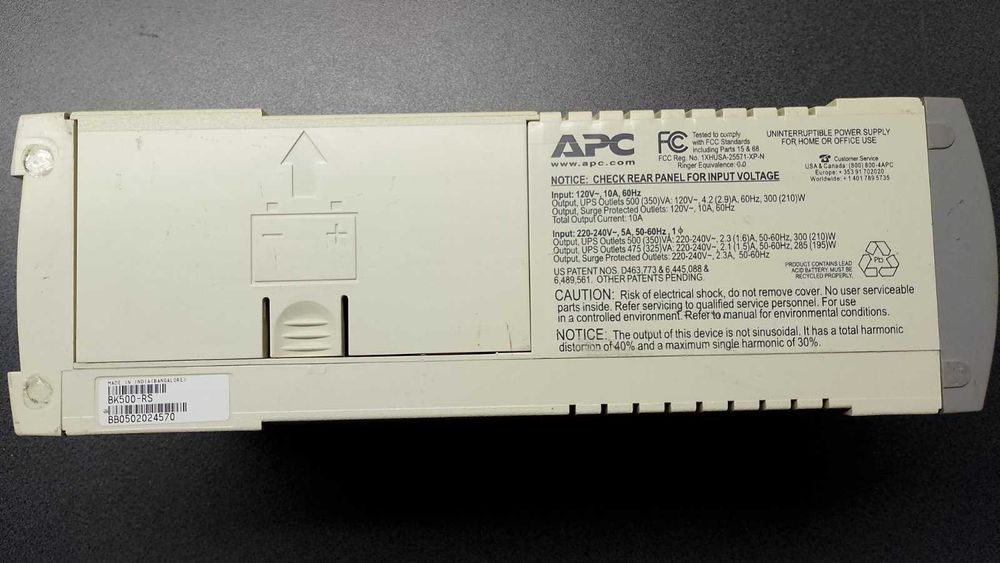 APC
www.apc.com
FC
Tested to comply
with FCC Standards
including Parts 15 & 68
FCC Reg. No. 1XHUSA-25571-XP-N
Ringer Equivalence: 0.0
UNINTERRUPTIBLE POWER SUPPLY
FOR HOME OR OFFICE USE
Customer Service
USA & Canada: (800) 800-4APC
Europe: +353 91 702020
Worldwide: +1 401 789 5735
NOTICE: CHECK REAR PANEL FOR INPUT VOLTAGE
Input: 120V~, 10A, 60Hz
Output, UPS Outlets 500 (350)VA: 120V~, 4.2 (2.9)A, 60Hz, 300 (210)W
Output, Surge Protected Outlets: 120V~, 10A, 60Hz
Total Output Current: 10A
Input: 220-240V~, 5A, 50-60Hz, 1 ϕ
Output, UPS Outlets 500 (350)VA: 220-240V~, 2.3 (1.6)A, 50-60Hz, 300 (210)W
Output, UPS Outlets 475 (325)VA: 220-240V~, 2.1 (1.5)A, 50-60Hz, 285 (195)W
Output, Surge Protected Outlets: 220-240V~, 2.3A, 50-60Hz
US PATENT NOS. D463,773 & 6,445,088 &
6,489,561. OTHER PATENTS PENDING.
PRODUCT CONTAINS LEAD
ACID BATTERY, MUST BE
RECYCLED PROPERLY.
Pb
CAUTION: Risk of electrical shock, do not remove cover. No user serviceable
parts inside. Refer servicing to qualified service personnel. For use
in a controlled environment. Refer to manual for environmental conditions.
NOTICE: The output of this device is not sinusoidal. It has a total harmonic
distortion of 40% and a maximum single harmonic of 30%.
MADE IN INDIA(BANGALORE)
BK500-RS
BB0502024570